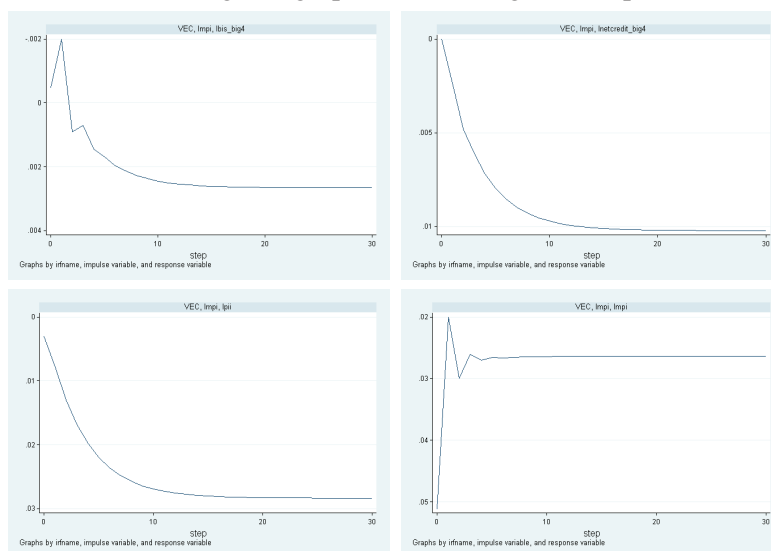 VEC, lmpi, lbis_big4
-.002
0
.002
.004
0
10
20
30
step
Graphs by irfname, impulse variable, and response variable
VEC, lmpi, lnetcredit_big4
0
.005
.01
0
10
20
30
step
Graphs by irfname, impulse variable, and response variable
VEC, lmpi, lpii
0
.01
.02
.03
0
10
20
30
step
Graphs by irfname, impulse variable, and response variable
VEC, lmpi, lmpi
.02
.03
.04
.05
0
10
20
30
step
Graphs by irfname, impulse variable, and response variable